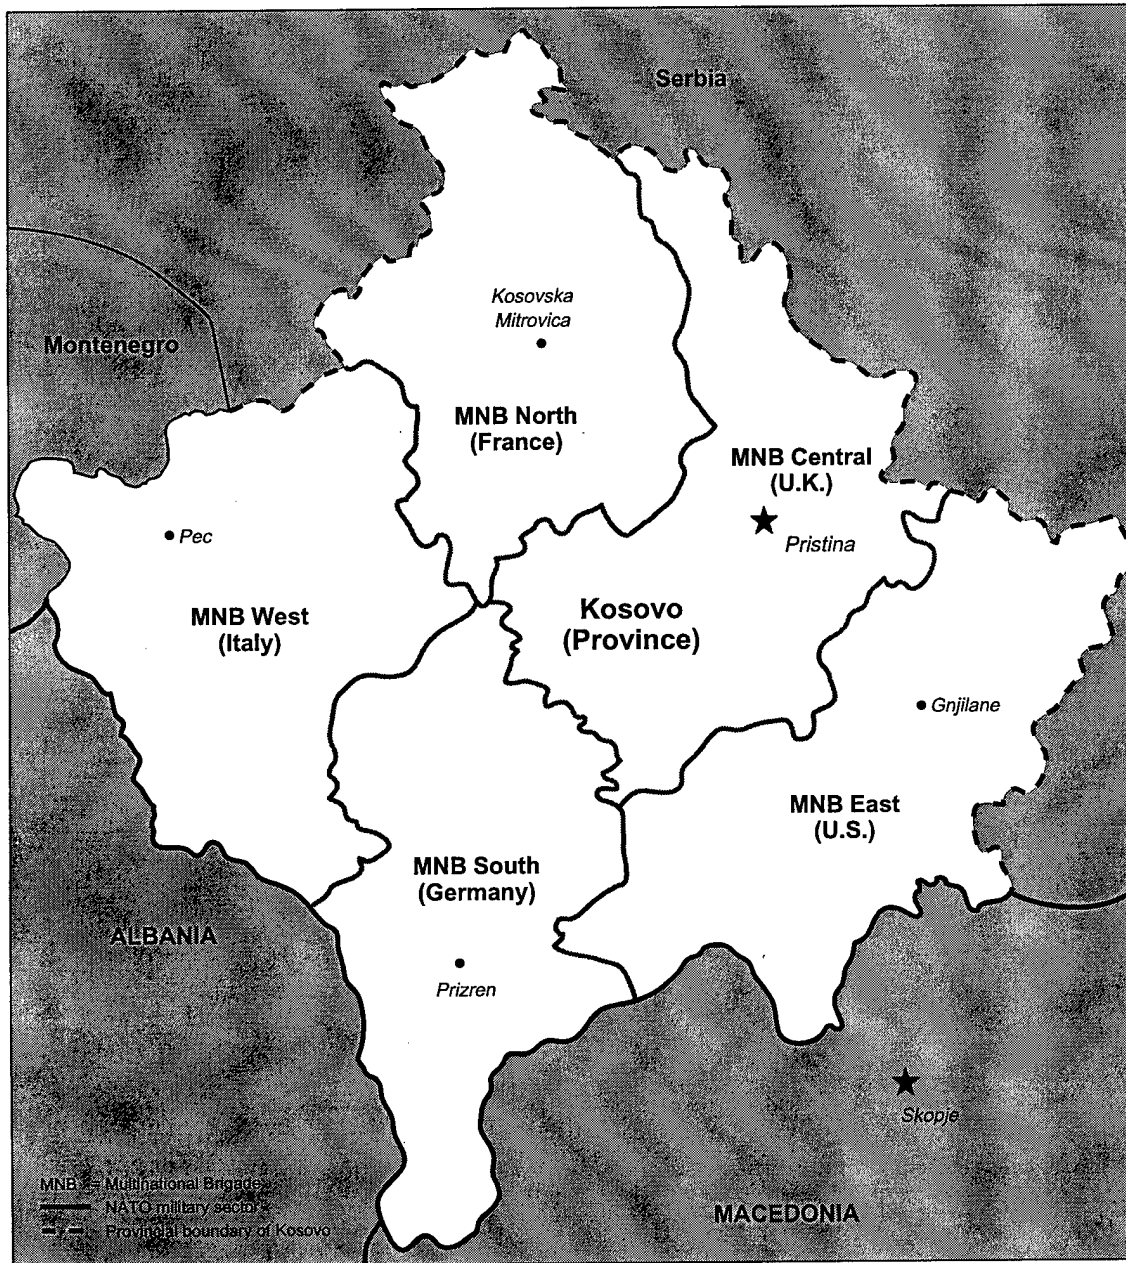 Serbia
Kosovska
Mitrovica
Montenegro
MNB North
(France)
MNB Central
(U.K.)
Pec
Pristina
MNB West
(Italy)
Kosovo
(Province)
Gnjilane
MNB East
(U.S.)
MNB South
(Germany)
ALBANIA
Prizren
Skopje
MNB = Multinational Brigade
NATO military sector
Provincial boundary of Kosovo
MACEDONIA